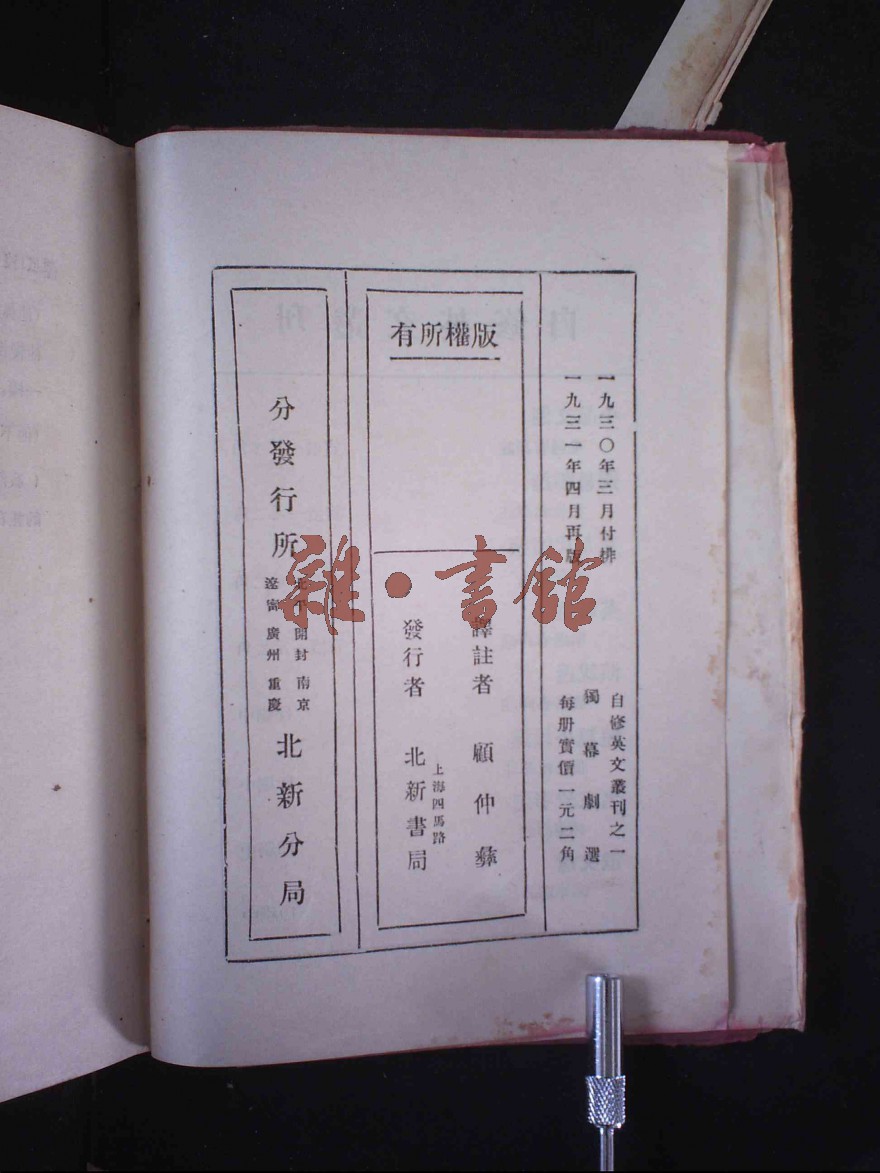 一九三〇年三月付排
一九三一年四月再版
自修英文叢刊之一
獨幕劇選
每册實價一元二角
版權所有
譯註者 顧仲彝
發行者 上海四馬路 北新書局
分發行所
開封 南京
遼寧 廣州 重慶
北新分局
雜·書館